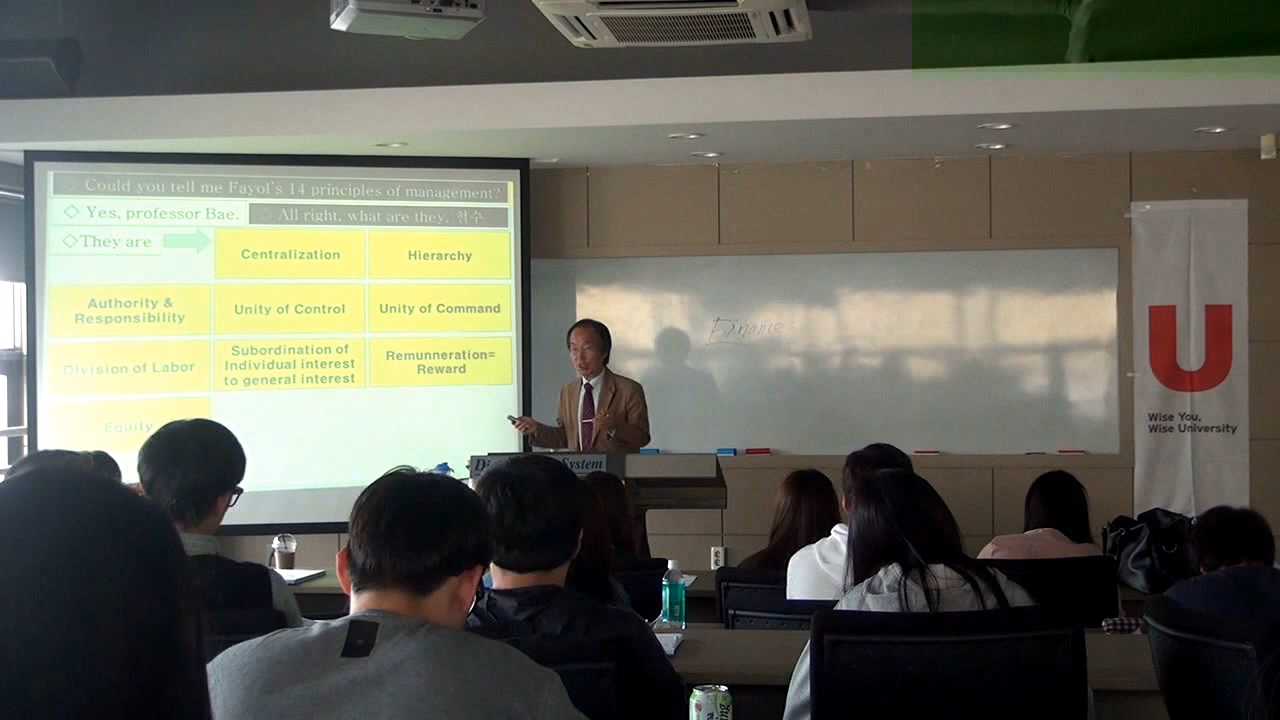 ◇ Could you tell me Fayol's 14 principles of management?
◇ Yes, professor Bae.
◇ All right, what are they, 철수
◇They are
Centralization
Hierarchy
Authority &
Responsibility
Unity of Control
Unity of Command
Division of Labor
Subordination of
Individual interest
to general interest
Remunneration=
Reward
Equity
Finance
System
U
Wise You,
Wise University